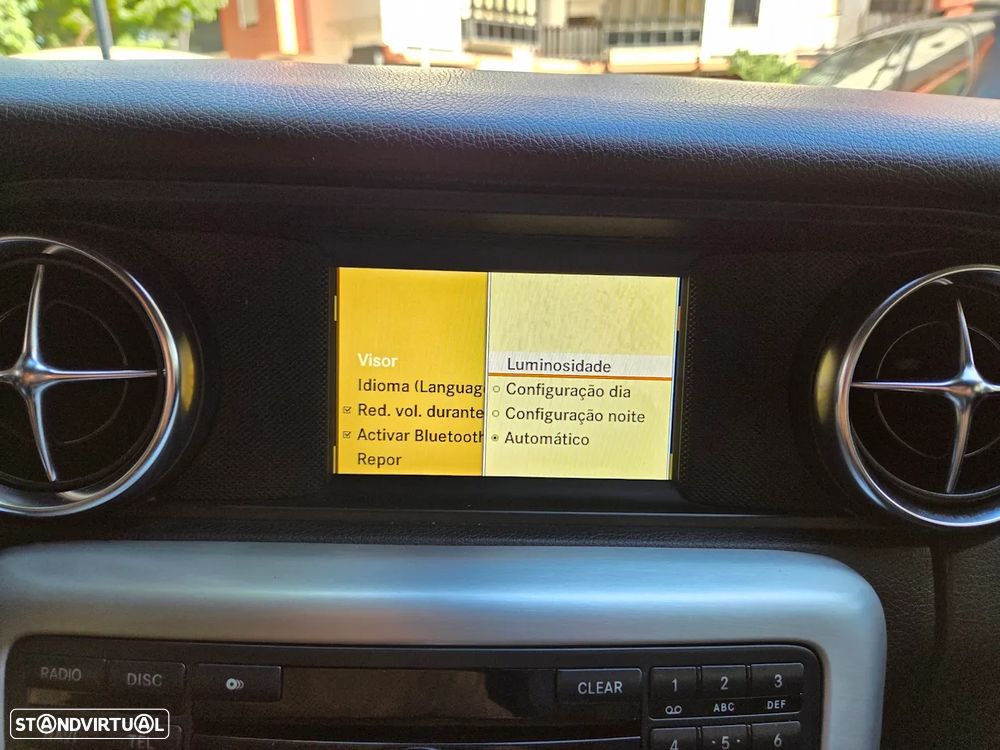 Visor
Idioma (Languag
Red. vol. durante
Activar Bluetooth
Repor
Luminosidade
Configuração dia
Configuração noite
Automático
RADIO
DISC
CLEAR
1
2
ABC
3
DEF
4
5
6
TEL
STANDVIRTUAL